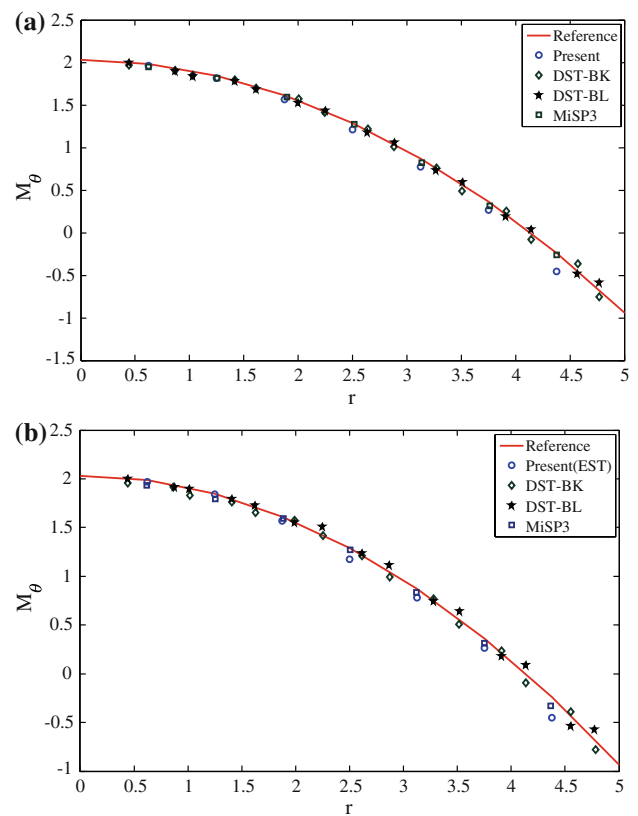 (a)
2.5
2
1.5
1
0.5
0
-0.5
-1
-1.5
Mθ
0 0.5 1 1.5 2 2.5 3 3.5 4 4.5 5
r
Reference
Present
DST-BK
DST-BL
MiSP3
(b)
2.5
2
1.5
1
0.5
0
-0.5
-1
Mθ
0 0.5 1 1.5 2 2.5 3 3.5 4 4.5 5
r
Reference
Present(EST)
DST-BK
DST-BL
MiSP3